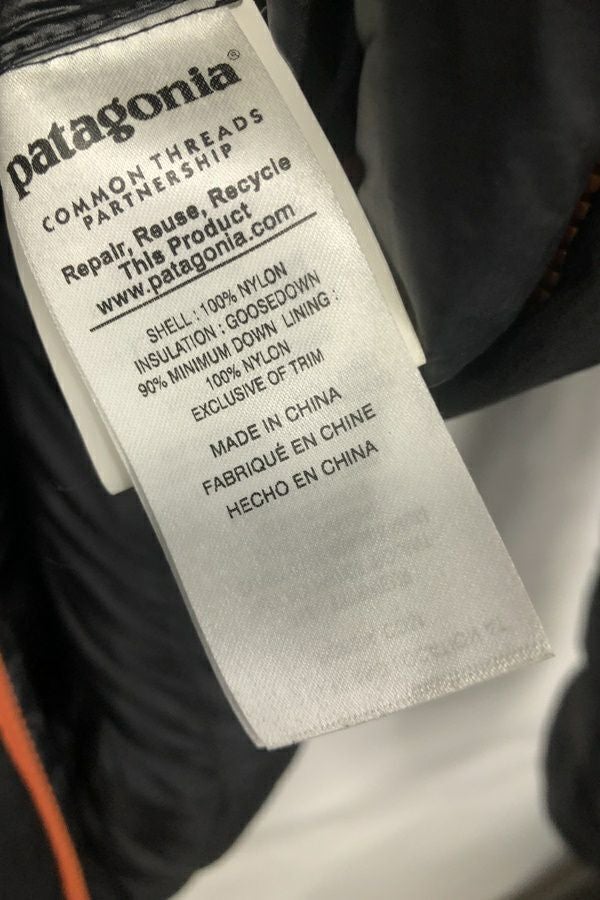 patagonia®
COMMON THREADS
PARTNERSHIP
Repair, Reuse, Recycle
This Product
www.patagonia.com
SHELL : 100% NYLON
INSULATION : GOOSEDOWN
90% MINIMUM DOWN LINING :
100% NYLON
EXCLUSIVE OF TRIM
MADE IN CHINA
FABRIQUÉ EN CHINE
HECHO EN CHINA